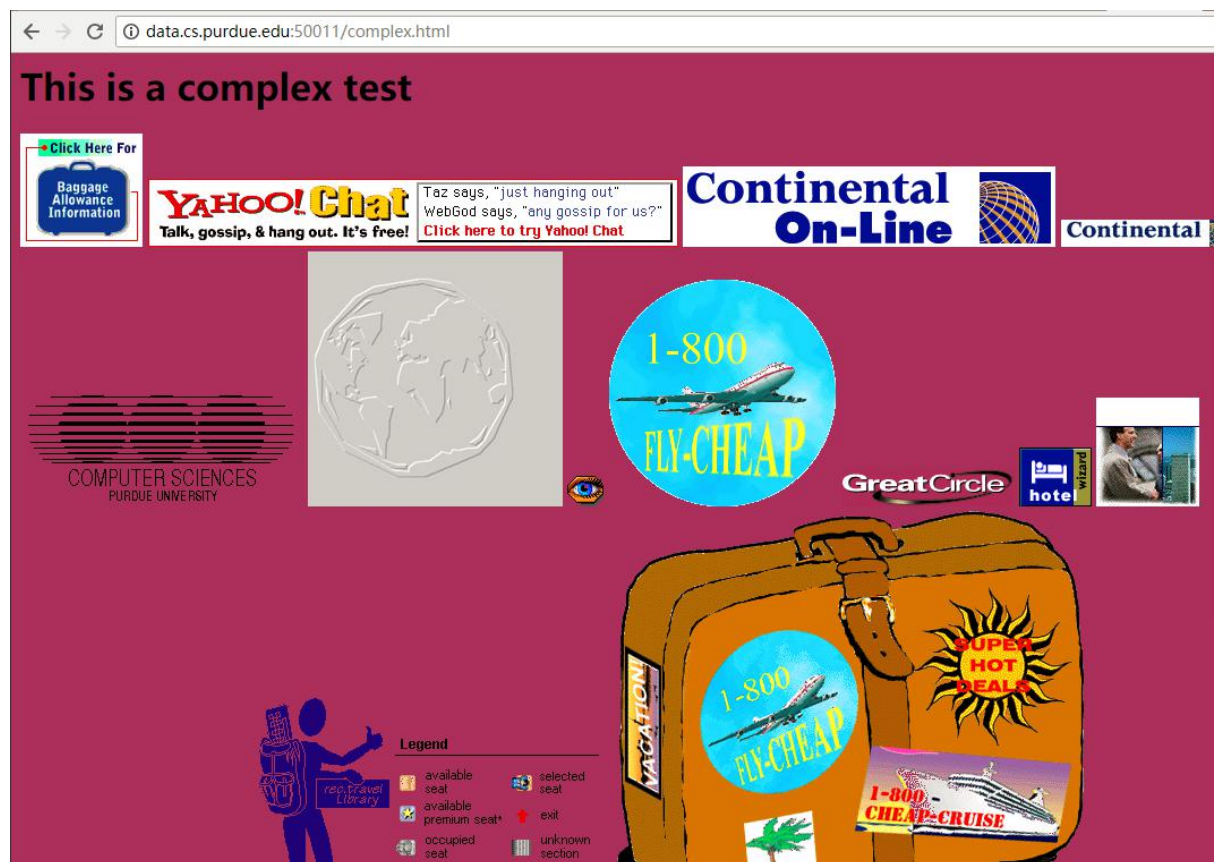 data.cs.purdue.edu:50011/complex.html
This is a complex test
Click Here For
Baggage
Allowance
Information
YAHOO! Chat
Talk, gossip, & hang out. It's free!
Taz says, "just hanging out"
WebGod says, "any gossip for us?"
Click here to try Yahoo! Chat
Continental
On-Line
Continental
COMPUTER SCIENCES
PURDUE UNIVERSITY
1-800
FLY-CHEAP
GreatCircle
hotel
wizard
VACATION!
1-800
FLY-CHEAP
SUPER
HOT
DEALS
1-800
CHEAP-CRUISE
rec.travel
Library
Legend
available
seat
selected
seat
available
premium seat*
exit
occupied
seat
unknown
section